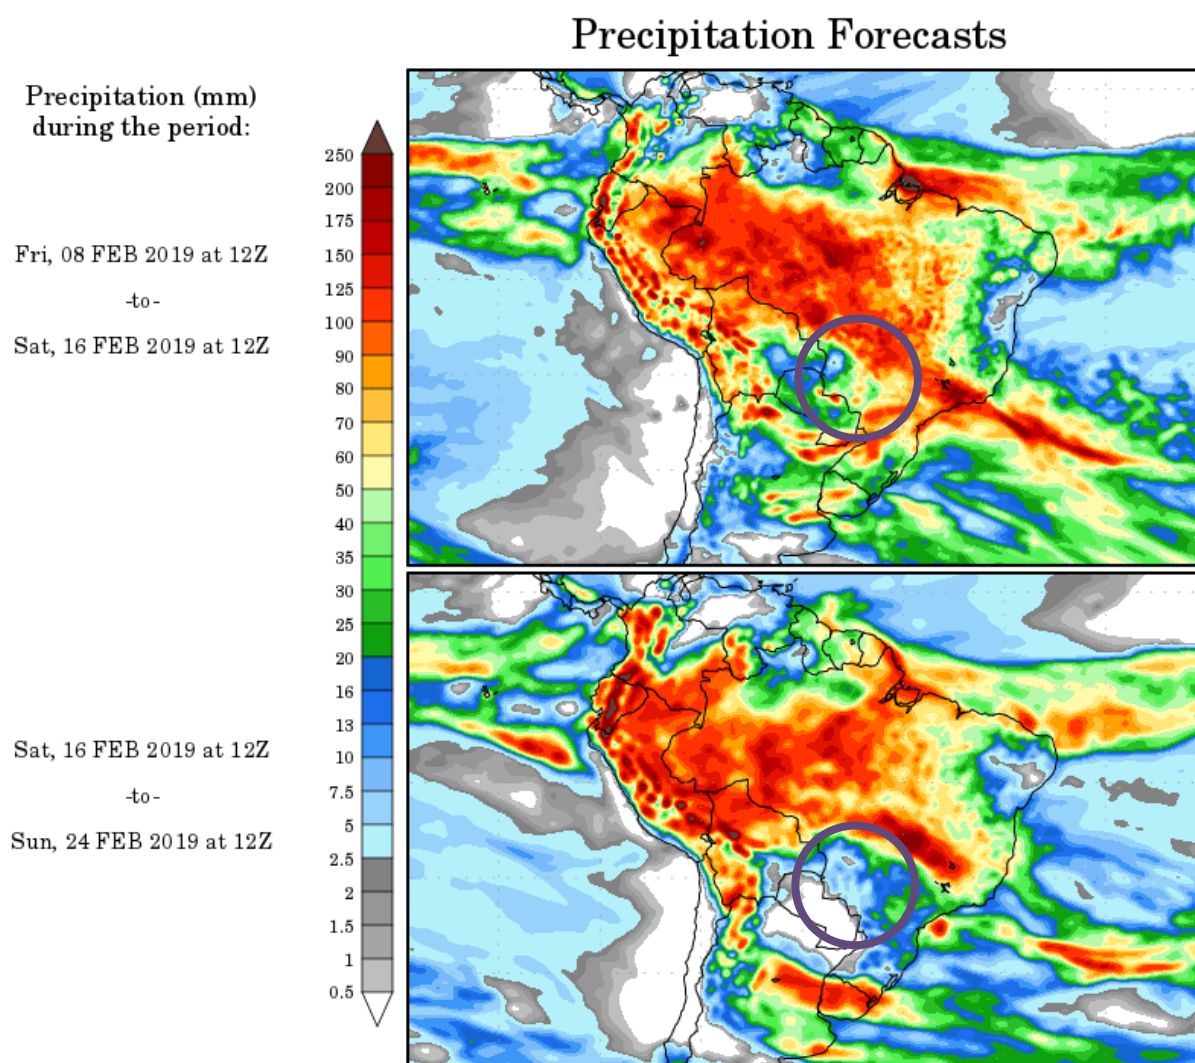 Precipitation Forecasts
Precipitation (mm)
during the period:
Fri, 08 FEB 2019 at 12Z
-to-
Sat, 16 FEB 2019 at 12Z
Sat, 16 FEB 2019 at 12Z
-to-
Sun, 24 FEB 2019 at 12Z
250
200
175
150
125
100
90
80
70
60
50
40
35
30
25
20
16
13
10
7.5
5
2.5
2
1.5
1
0.5